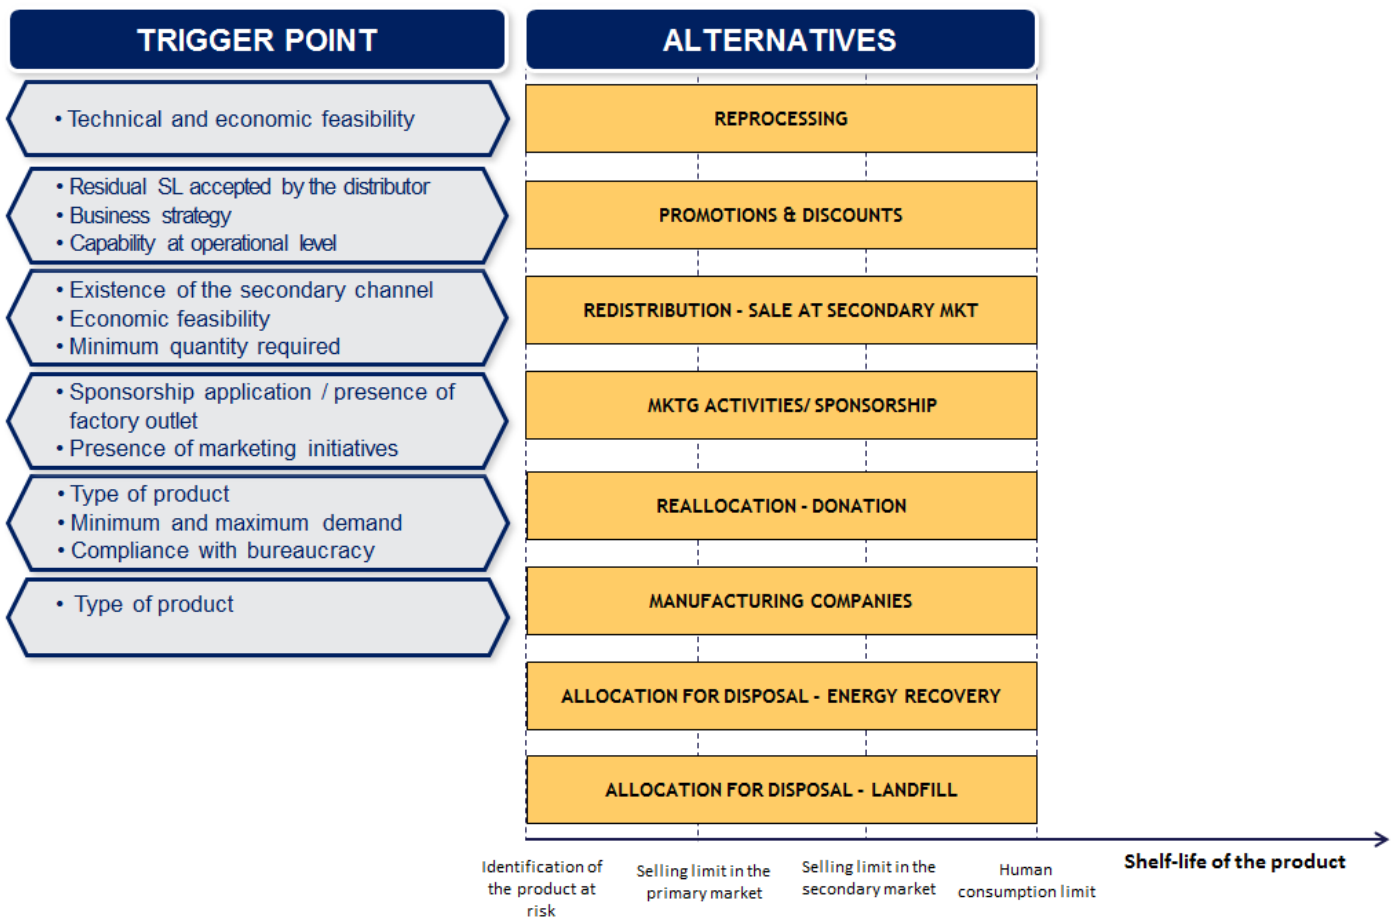 TRIGGER POINT
ALTERNATIVES
• Technical and economic feasibility
REPROCESSING
• Residual SL accepted by the distributor
• Business strategy
• Capability at operational level
PROMOTIONS & DISCOUNTS
• Existence of the secondary channel
• Economic feasibility
• Minimum quantity required
REDISTRIBUTION - SALE AT SECONDARY MKT
• Sponsorship application / presence of
factory outlet
• Presence of marketing initiatives
MKTG ACTIVITIES/ SPONSORSHIP
• Type of product
• Minimum and maximum demand
• Compliance with bureaucracy
REALLOCATION - DONATION
• Type of product
MANUFACTURING COMPANIES
ALLOCATION FOR DISPOSAL - ENERGY RECOVERY
ALLOCATION FOR DISPOSAL - LANDFILL
Identification of
the product at
risk
Selling limit in the
primary market
Selling limit in the
secondary market
Human
consumption limit
Shelf-life of the product